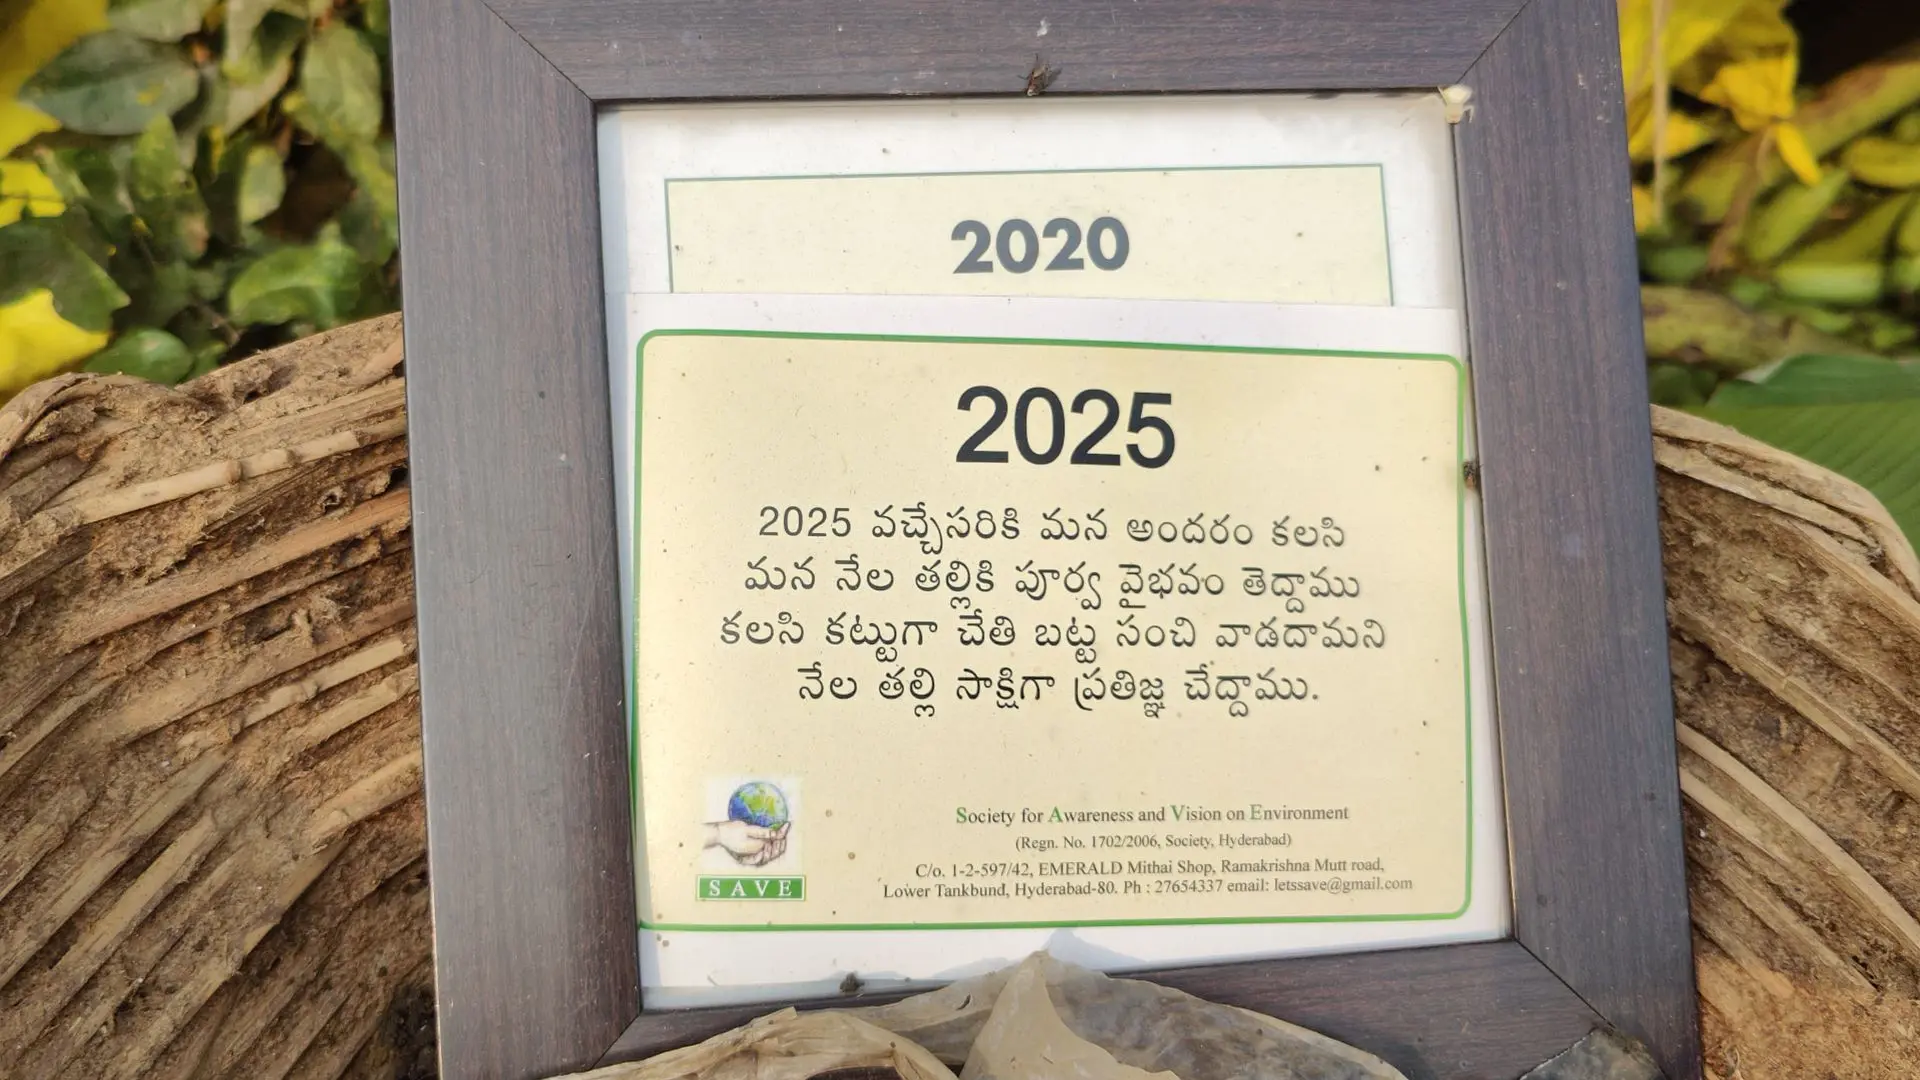 2020
2025
2025 వచ్చేసరికి మన అందరం కలసి
మన నేల తల్లికి పూర్వ వైభవం తెద్దాము
కలసి కట్టుగా చేతి బట్ట సంచి వాడదామని
నేల తల్లి సాక్షిగా ప్రతిజ్ఞ చేద్దాము.
Society for Awareness and Vision on Environment
(Regn. No. 1702/2006, Society, Hyderabad)
C/o. 1-2-597/42, EMERALD Mithai Shop, Ramakrishna Mutt road,
Lower Tankbund, Hyderabad-80. Ph : 27654337 email: letssave@gmail.com
SAVE